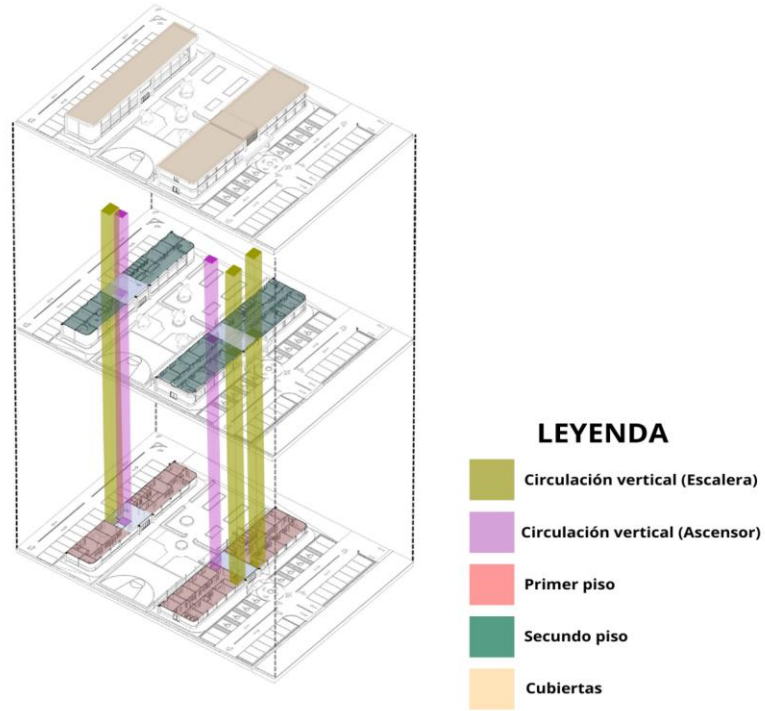 LEYENDA
Circulación vertical (Escalera)
Circulación vertical (Ascensor)
Primer piso
Secundo piso
Cubiertas